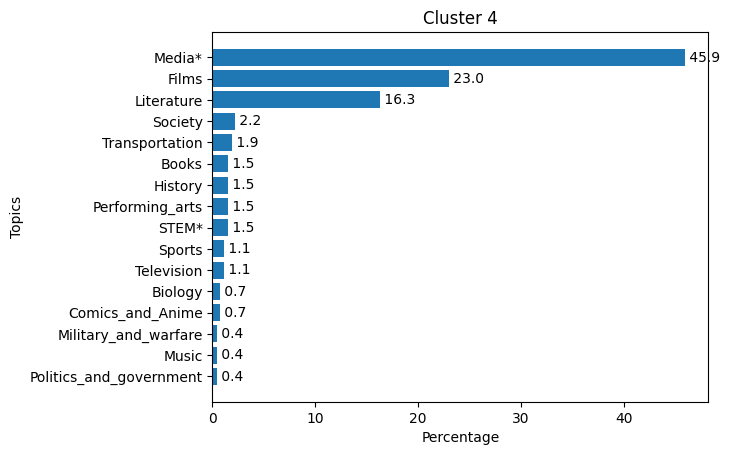 Cluster 4
Topics
Media* 45.9
Films 23.0
Literature 16.3
Society 2.2
Transportation 1.9
Books 1.5
History 1.5
Performing_arts 1.5
STEM* 1.5
Sports 1.1
Television 1.1
Biology 0.7
Comics_and_Anime 0.7
Military_and_warfare 0.4
Music 0.4
Politics_and_government 0.4
0 10 20 30 40
Percentage